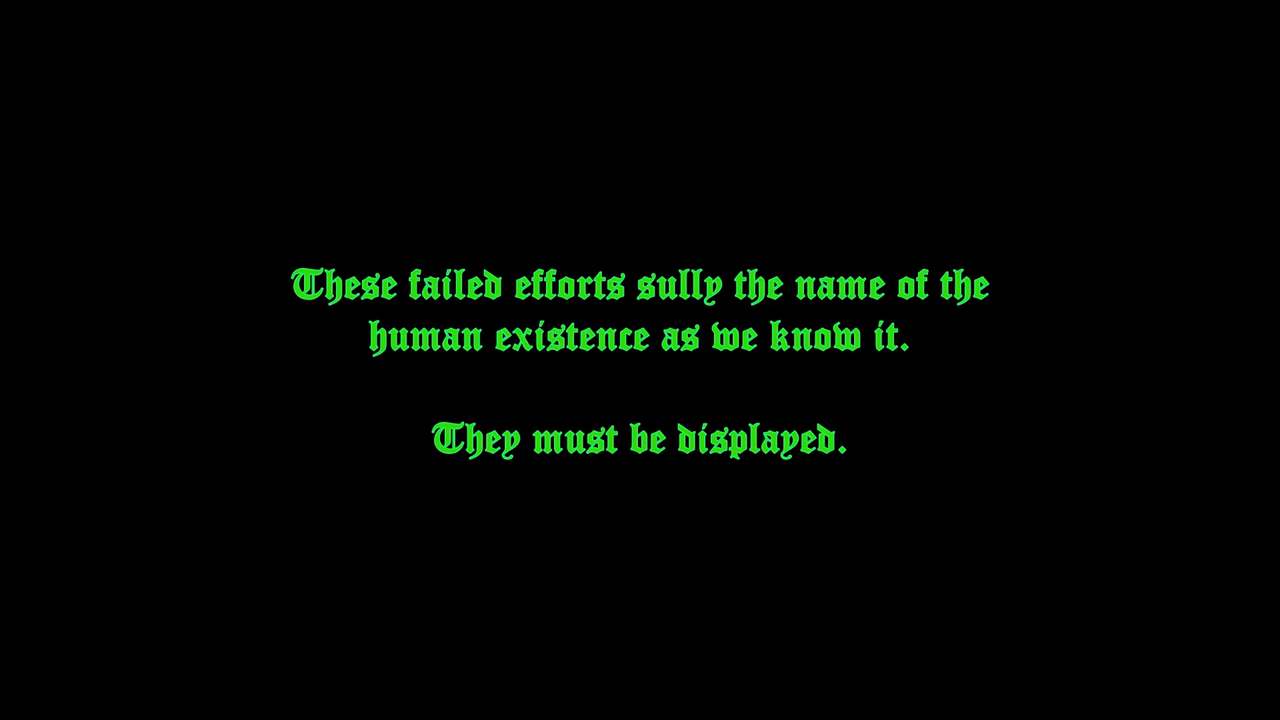 These failed efforts sully the name of the
human existence as we know it.
They must be displayed.